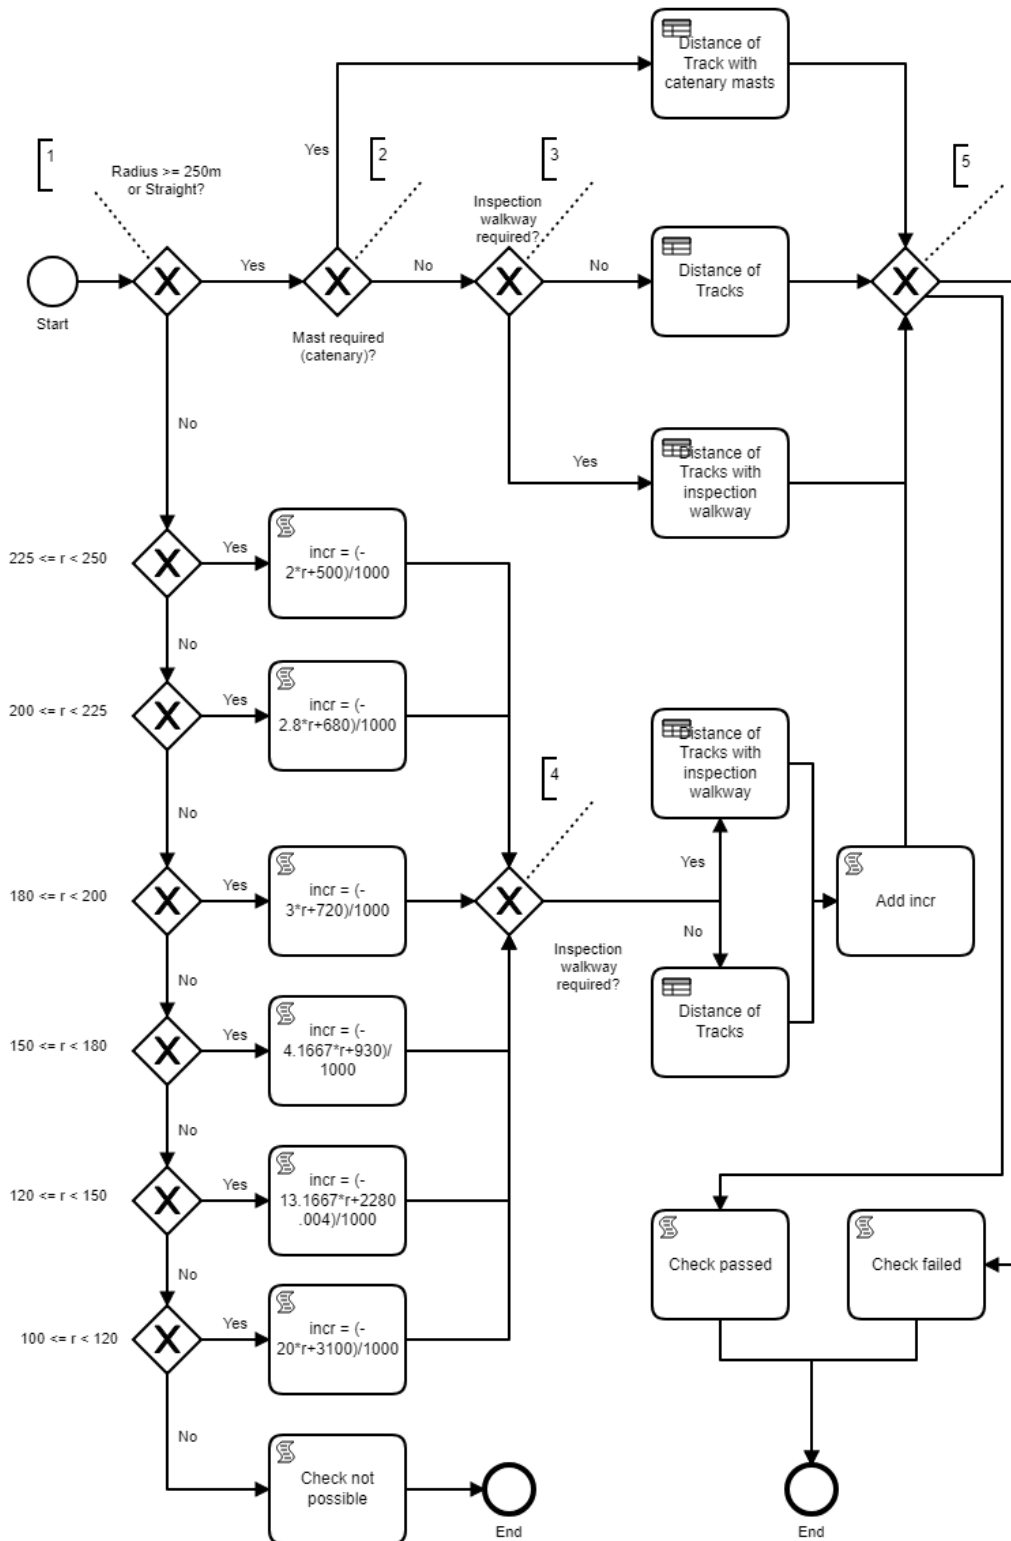 Distance of
Track with
catenary masts
1
Radius >= 250m
or Straight?
Yes
2
3
5
Inspection
walkway
required?
Start
Yes
No
No
Distance of
Tracks
Mast required
(catenary)?
No
Yes
Distance of
Tracks with
inspection
walkway
225 <= r < 250
Yes
incr = (-
2*r+500)/1000
No
200 <= r < 225
Yes
incr = (-
2.8*r+680)/1000
Distance of
Tracks with
inspection
walkway
4
No
180 <= r < 200
Yes
incr = (-
3*r+720)/1000
Yes
Add incr
No
Inspection
walkway
required?
No
Distance of
Tracks
150 <= r < 180
Yes
incr = (-
4.1667*r+930)/
1000
No
120 <= r < 150
Yes
incr = (-
13.1667*r+2280
.004)/1000
No
Check passed
Check failed
100 <= r < 120
Yes
incr = (-
20*r+3100)/1000
No
Check not
possible
End
End